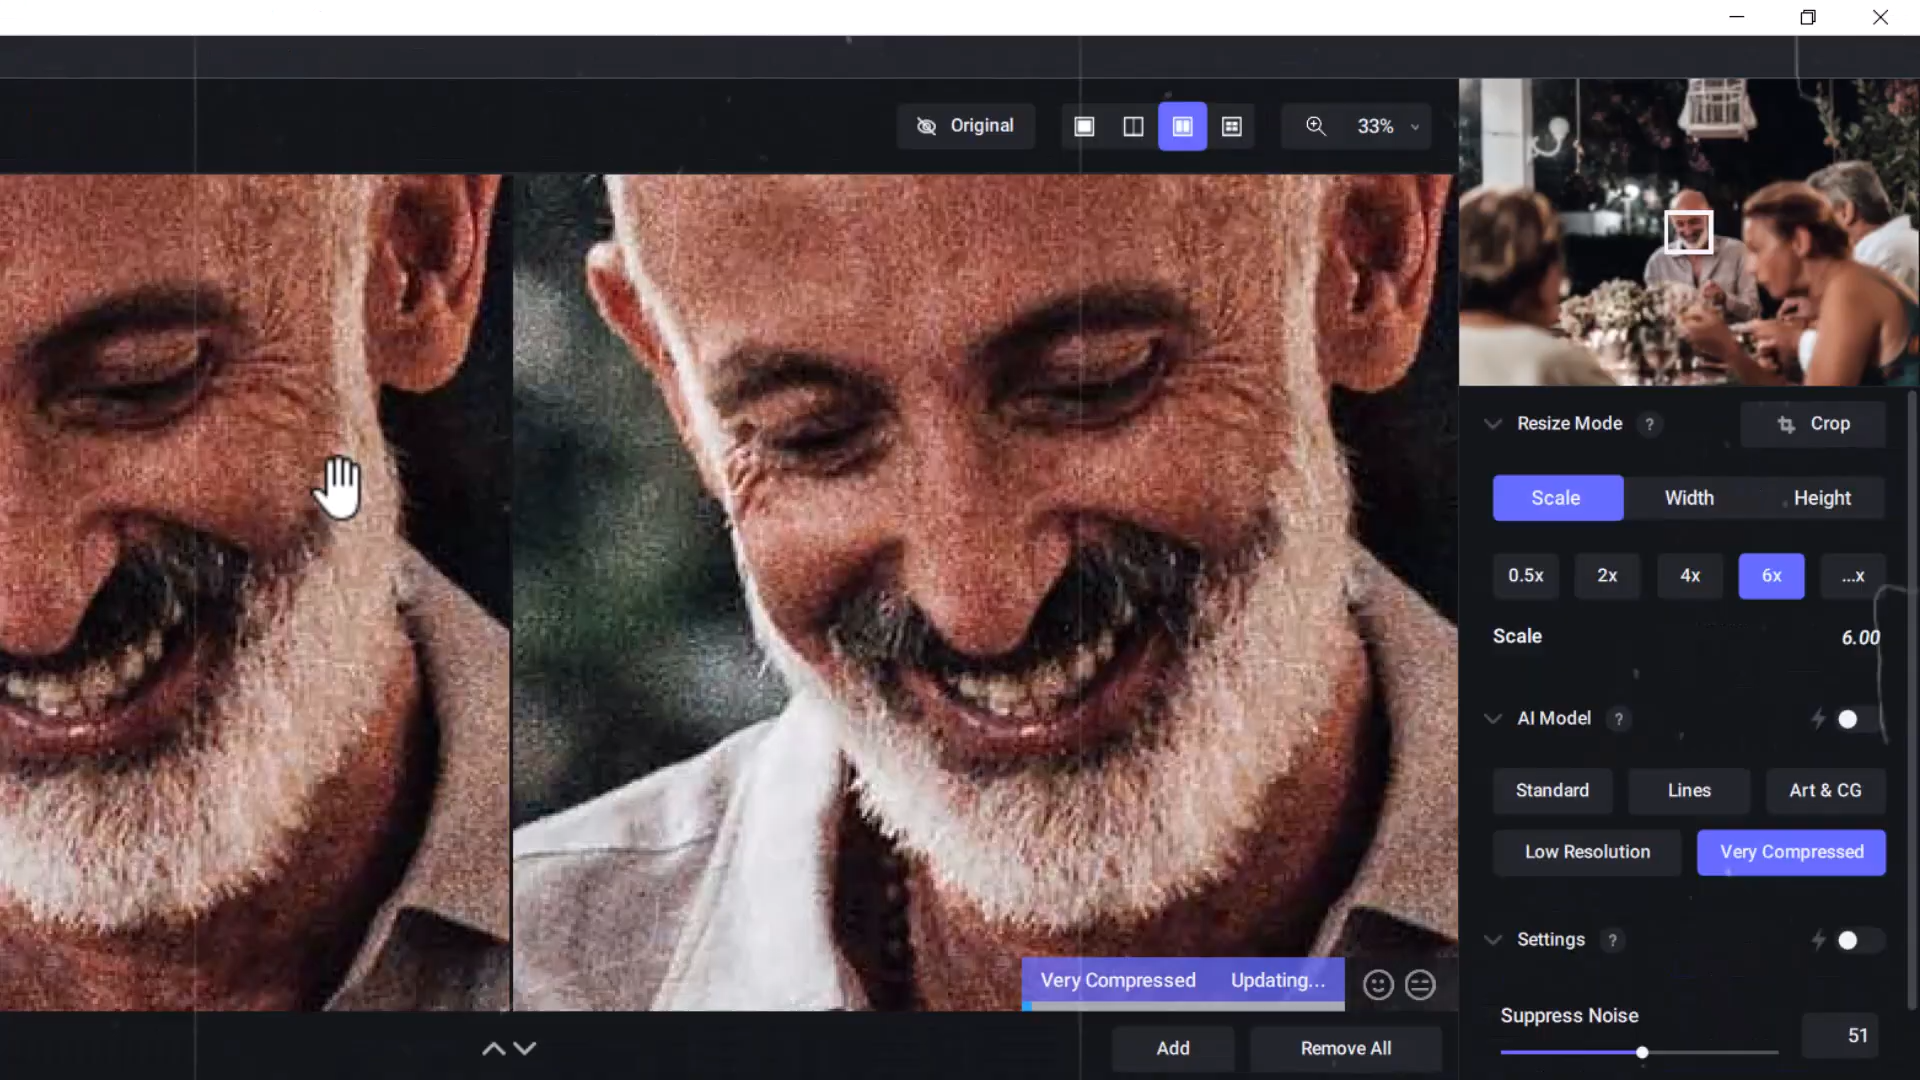 Original
33%
Resize Mode ?
Crop
Scale Width Height
0.5x 2x 4x 6x ...x
Scale 6.00
AI Model ?
Standard Lines Art & CG
Low Resolution Very Compressed
Settings ?
Very Compressed Updating...
Suppress Noise
51
Add Remove All